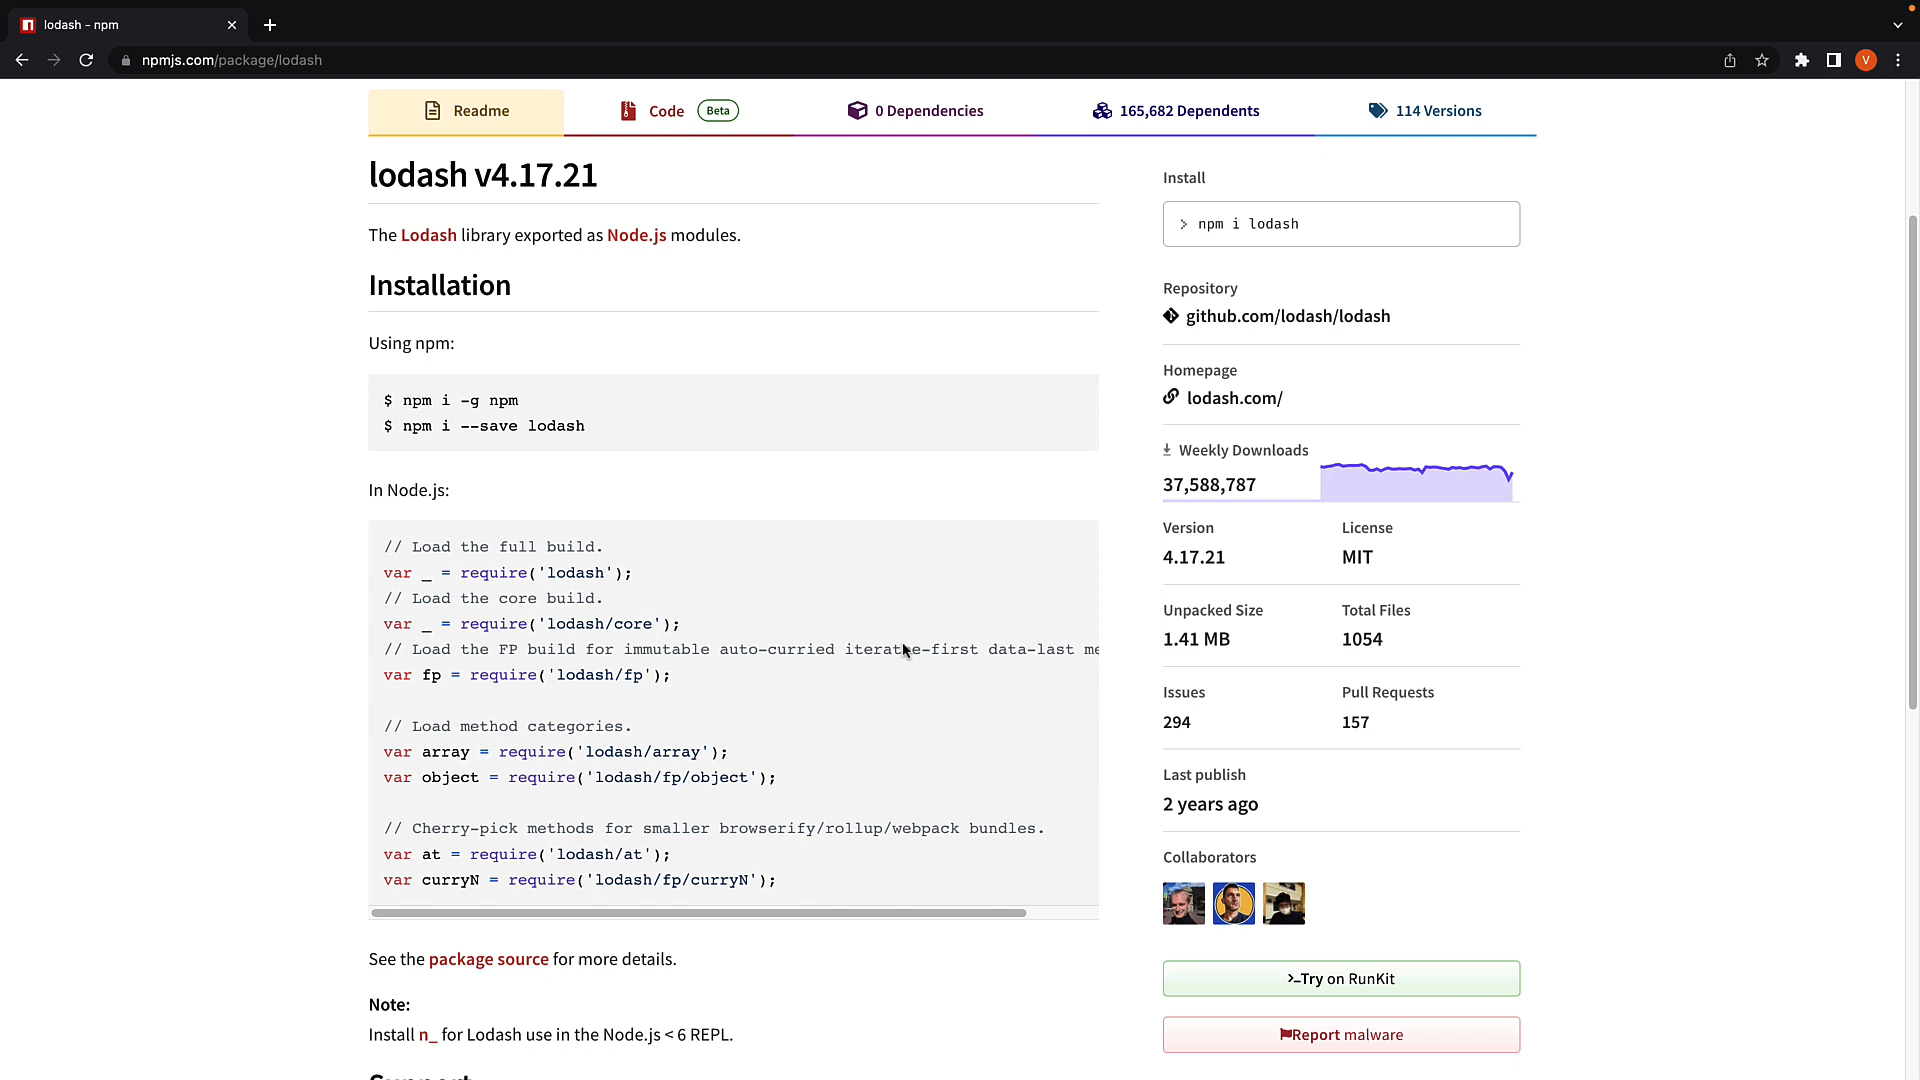 lodash - npm
npmjs.com/package/lodash
V
Readme
Code Beta
0 Dependencies
165,682 Dependents
114 Versions
lodash v4.17.21
The Lodash library exported as Node.js modules.
Installation
Using npm:
$ npm i -g npm
$ npm i --save lodash
In Node.js:
// Load the full build.
var _ = require('lodash');
// Load the core build.
var _ = require('lodash/core');
// Load the FP build for immutable auto-curried iteratee-first data-last me
var fp = require('lodash/fp');
// Load method categories.
var array = require('lodash/array');
var object = require('lodash/fp/object');
// Cherry-pick methods for smaller browserify/rollup/webpack bundles.
var at = require('lodash/at');
var curryN = require('lodash/fp/curryN');
See the package source for more details.
Note:
Install n_ for Lodash use in the Node.js < 6 REPL.
Support
Install
> npm i lodash
Repository
github.com/lodash/lodash
Homepage
lodash.com/
Weekly Downloads
37,588,787
Version
License
4.17.21
MIT
Unpacked Size
Total Files
1.41 MB
1054
Issues
Pull Requests
294
157
Last publish
2 years ago
Collaborators
>-Try on RunKit
Report malware